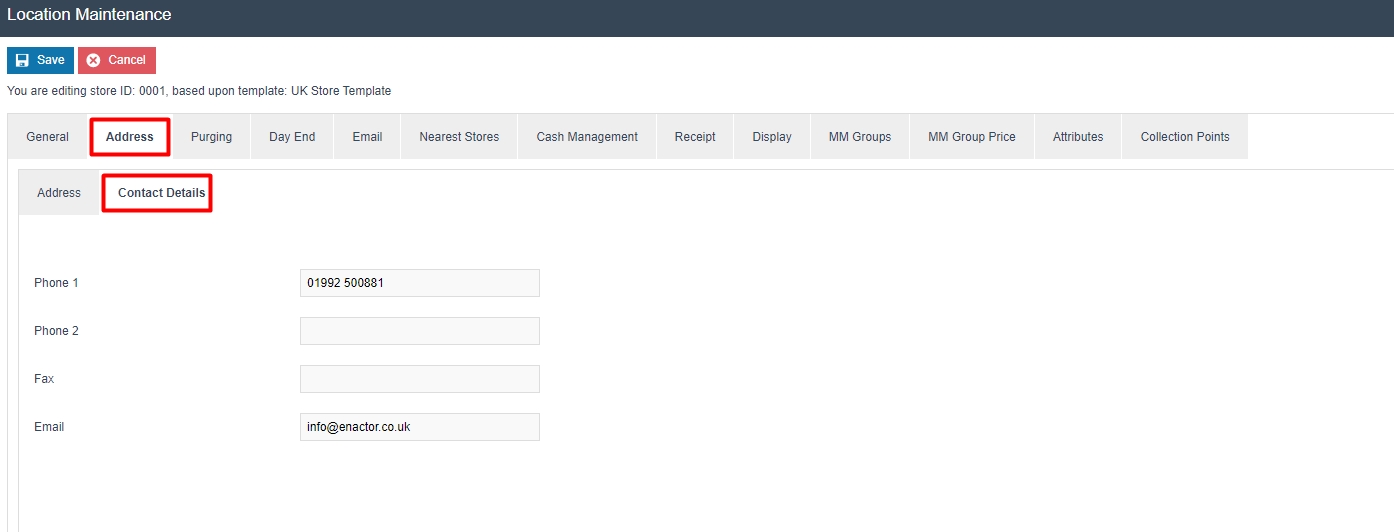 Location Maintenance
Save Cancel
You are editing store ID: 0001, based upon template: UK Store Template
General Address Purging Day End Email Nearest Stores Cash Management Receipt Display MM Groups MM Group Price Attributes Collection Points
Address Contact Details
Phone 1 01992 500881
Phone 2
Fax
Email info@enactor.co.uk